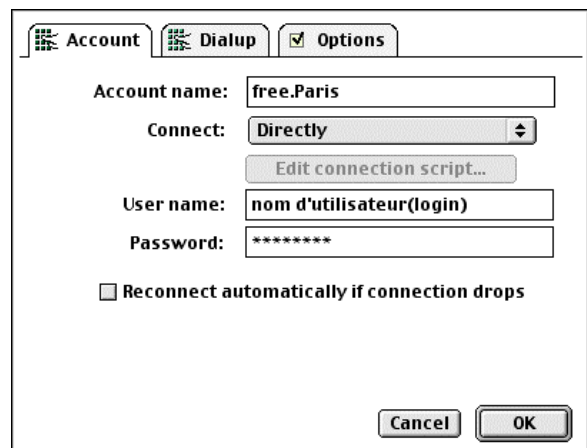 Account Dialup Options
Account name: free.Paris
Connect: Directly
Edit connection script...
User name: nom d'utilisateur(login)
Password: ********
Reconnect automatically if connection drops
Cancel OK